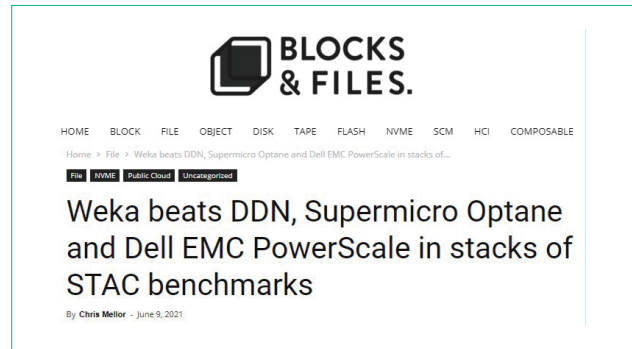 BLOCKS
& FILES.
HOME BLOCK FILE OBJECT DISK TAPE FLASH NVME SCM HCI COMPOSABLE
Home > File > Weka beats DDN, Supermicro Optane and Dell EMC PowerScale in stacks of...
File NVME Public Cloud Uncategorized
Weka beats DDN, Supermicro Optane
and Dell EMC PowerScale in stacks of
STAC benchmarks
By Chris Mellor - June 9, 2021